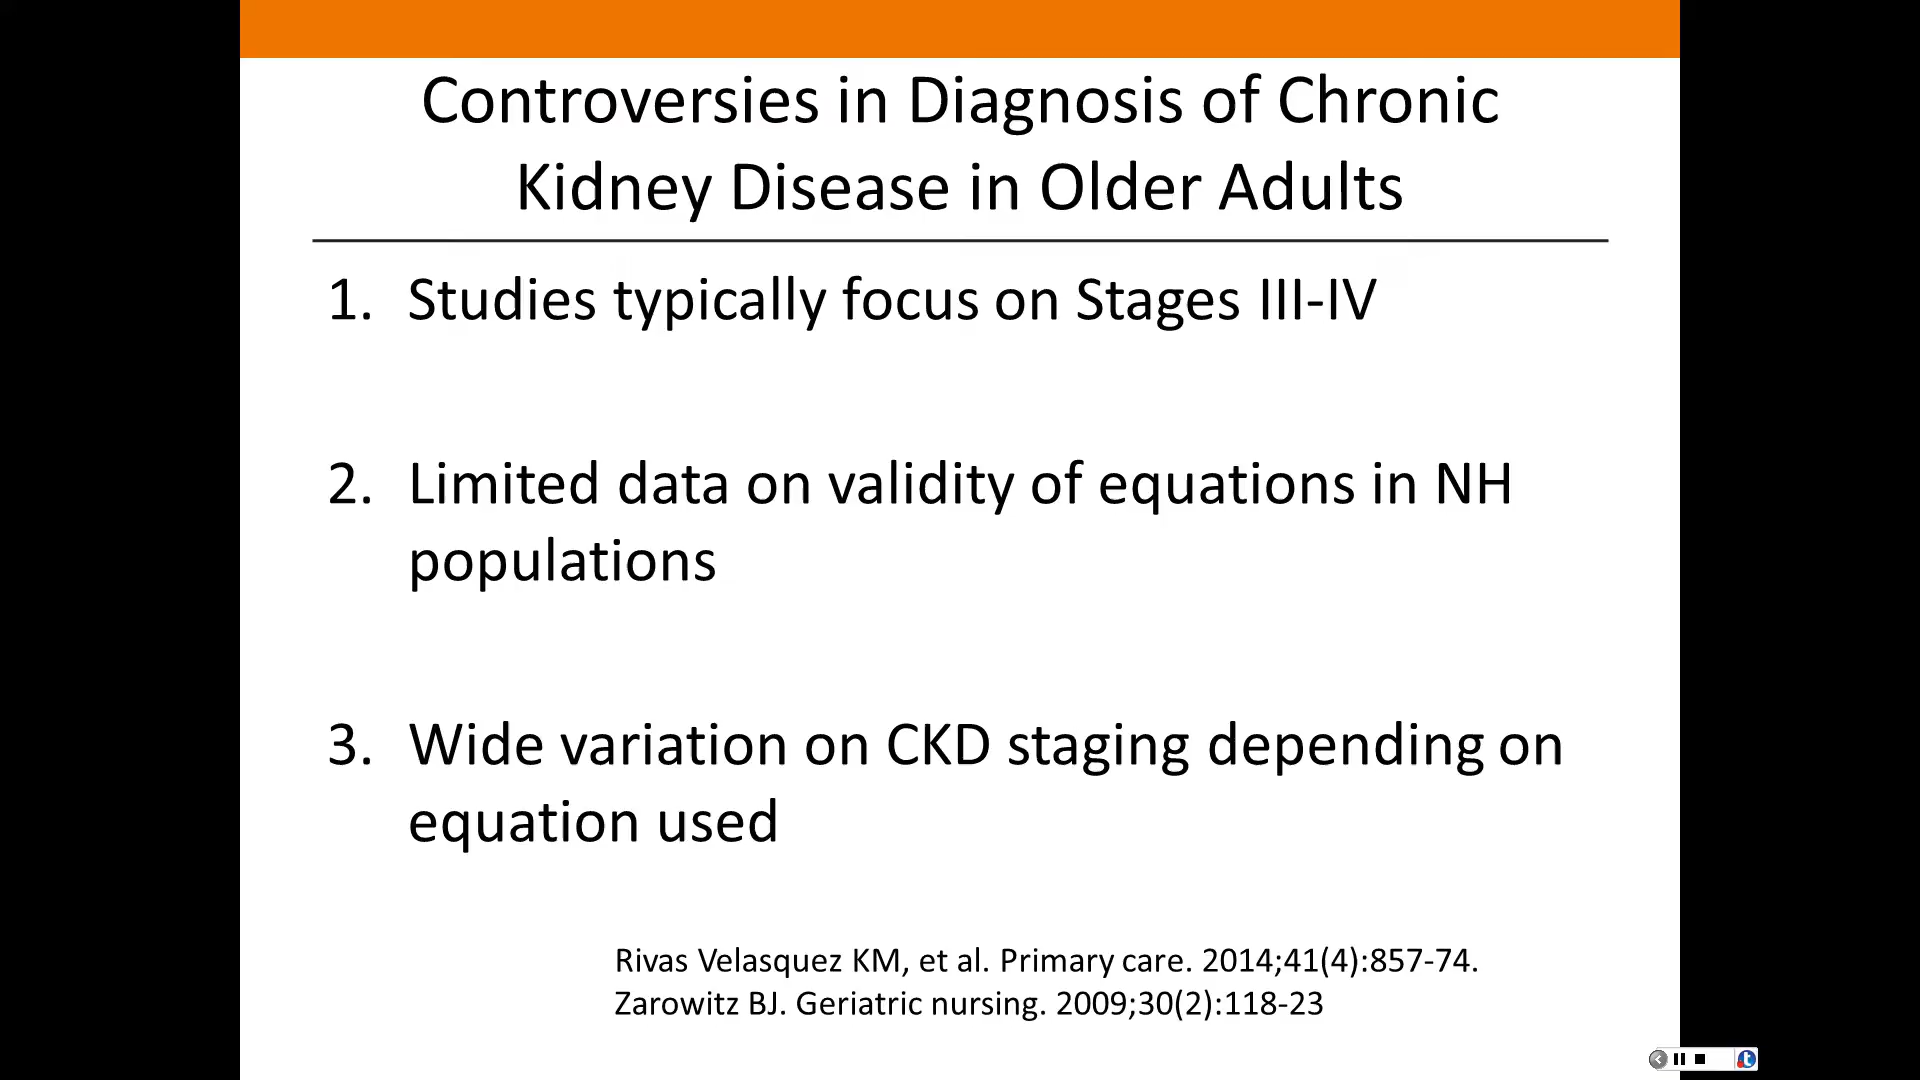 Controversies in Diagnosis of Chronic
Kidney Disease in Older Adults
1. Studies typically focus on Stages III-IV
2. Limited data on validity of equations in NH
populations
3. Wide variation on CKD staging depending on
equation used
Rivas Velasquez KM, et al. Primary care. 2014;41(4):857-74.
Zarowitz BJ. Geriatric nursing. 2009;30(2):118-23
t